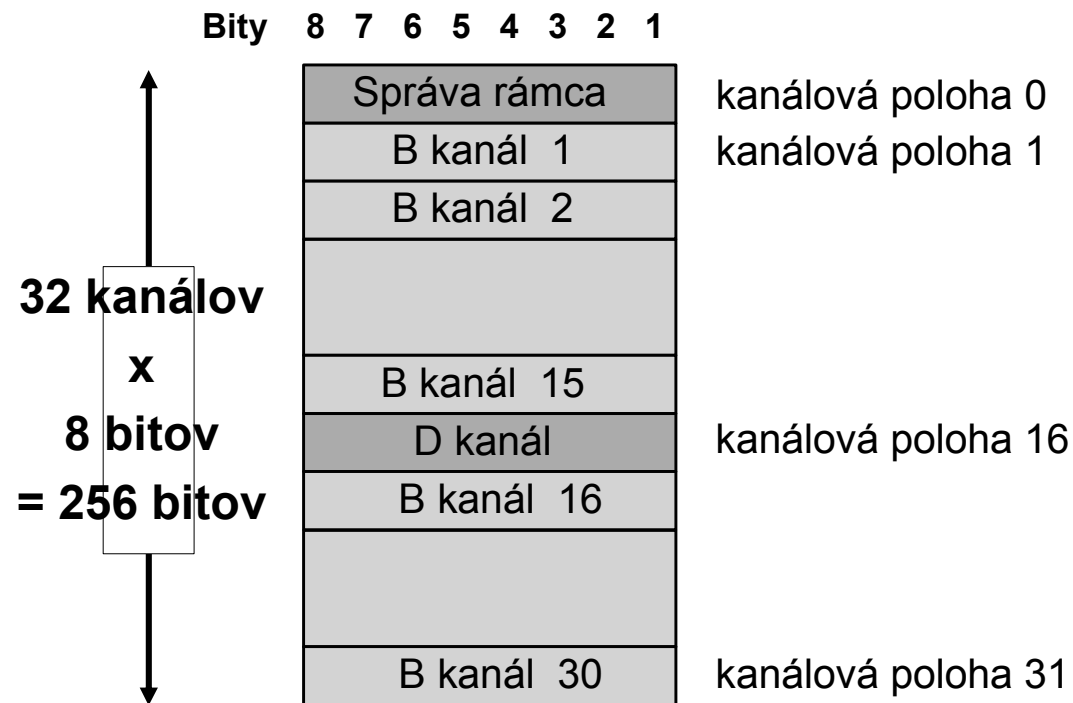 Bity 8 7 6 5 4 3 2 1
Správa rámca kanálová poloha 0
B kanál 1 kanálová poloha 1
B kanál 2
32 kanálov
x
8 bitov
= 256 bitov
B kanál 15
D kanál kanálová poloha 16
B kanál 16
B kanál 30 kanálová poloha 31